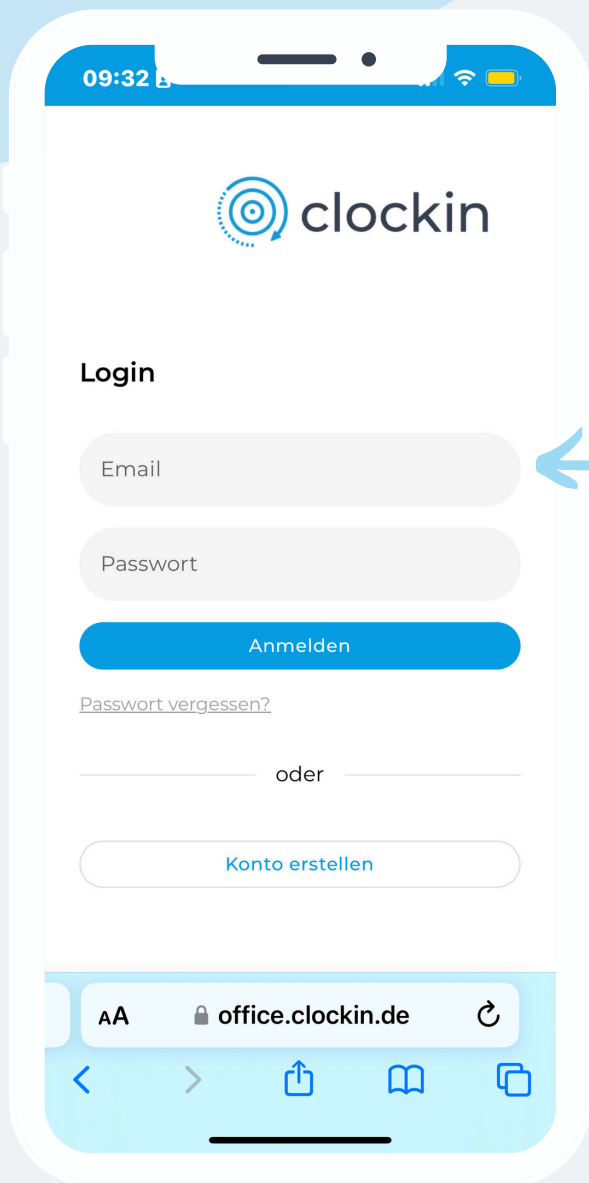 09:32
clockin
Login
Email
Passwort
Anmelden
Passwort vergessen?
oder
Konto erstellen
AA office.clockin.de